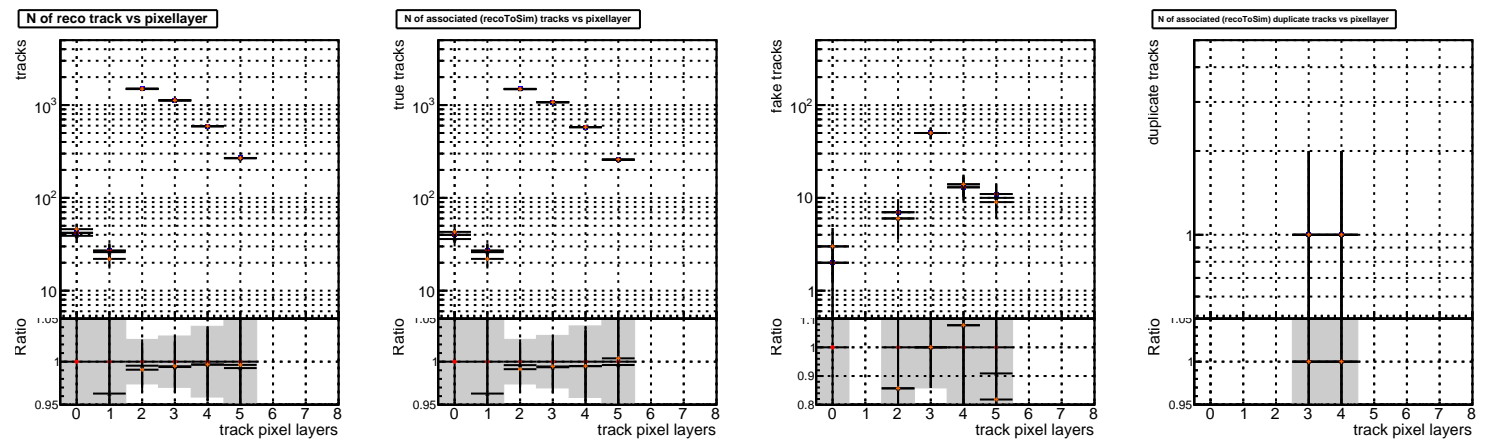 N of reco track vs pixellayer
tracks
10³
10²
10
Ratio
1.05
1
0.95
0 1 2 3 4 5 6 7 8
track pixel layers
N of associated (recoToSim) tracks vs pixellayer
true tracks
10³
10²
10
Ratio
1.05
1
0.95
0 1 2 3 4 5 6 7 8
track pixel layers
fake tracks
10²
10
1
Ratio
1.1
1
0.9
0.8
0 1 2 3 4 5 6 7 8
track pixel layers
N of associated (recoToSim) duplicate tracks vs pixellayer
duplicate tracks
1
Ratio
1.05
1
0.95
0 1 2 3 4 5 6 7 8
track pixel layers